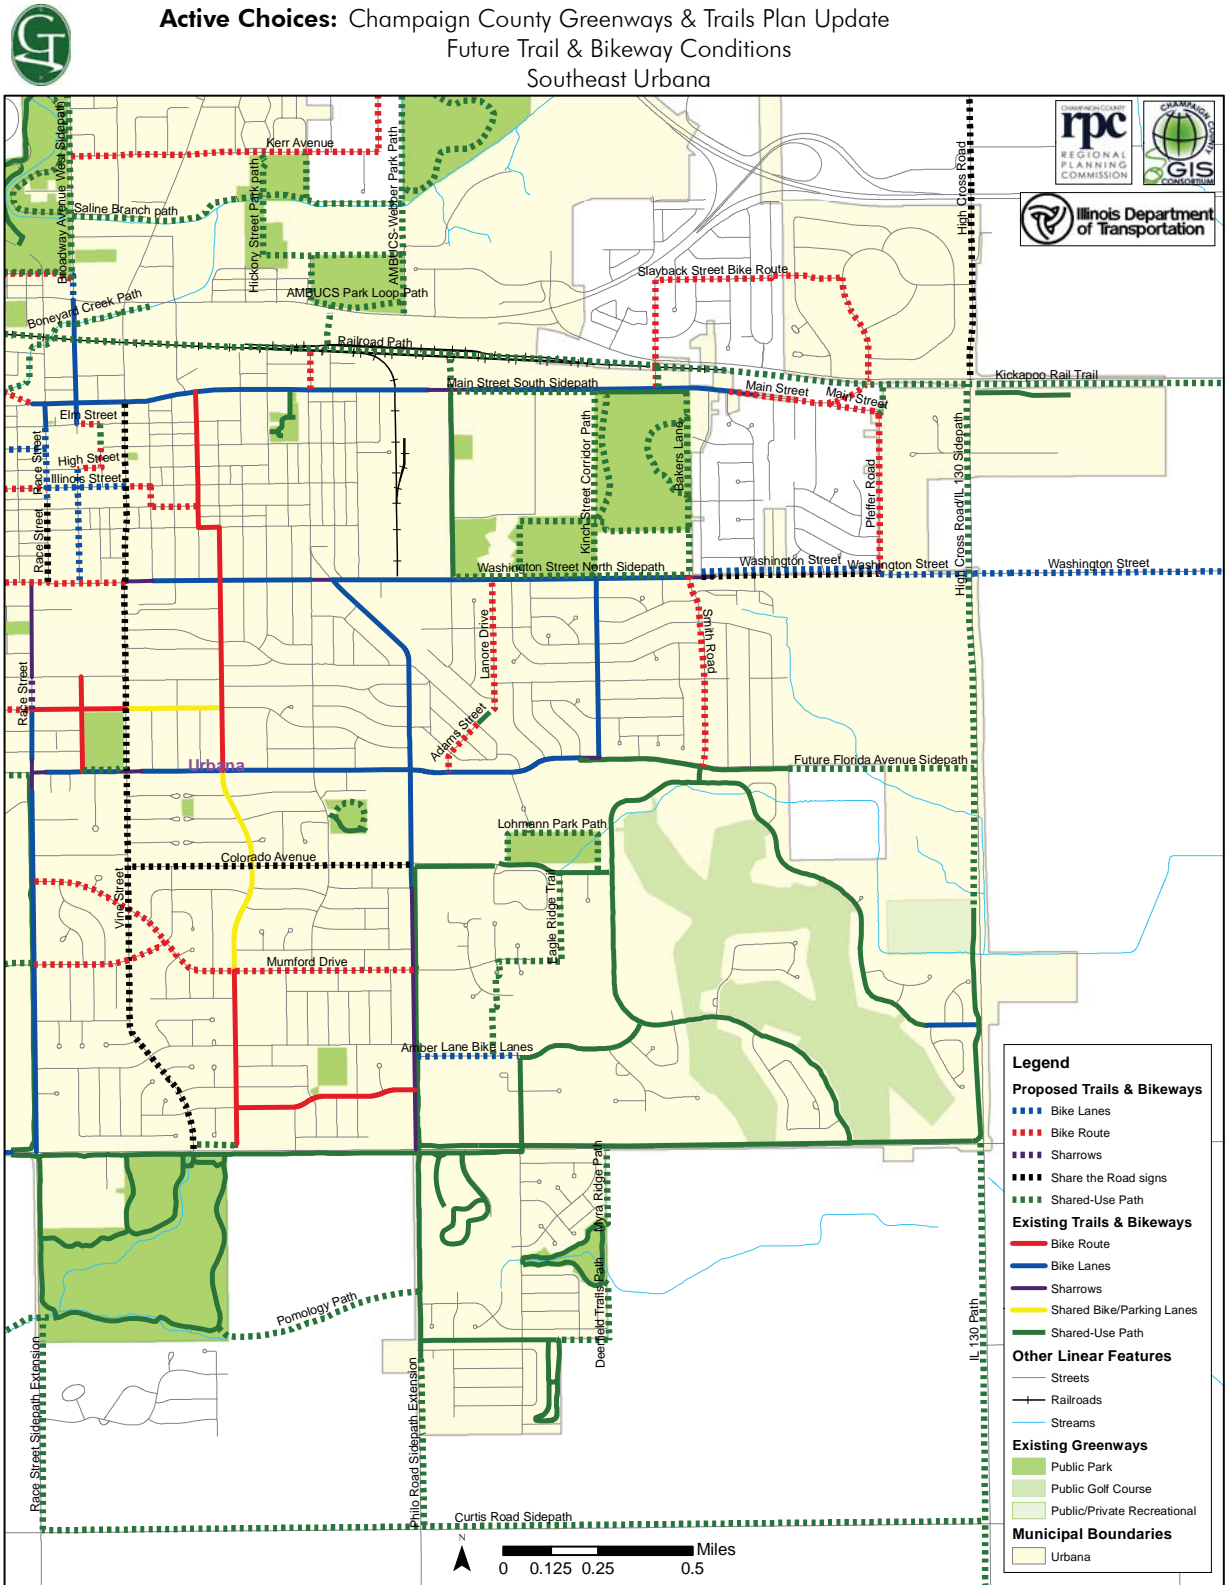 Active Choices: Champaign County Greenways & Trails Plan Update
Future Trail & Bikeway Conditions
Southeast Urbana
GT
CHAMPAIGN COUNTY
rpc
REGIONAL
PLANNING
COMMISSION
CHAMPAIGN COUNTY
GIS
CONSORTIUM
Illinois Department
of Transportation
Broadway Avenue West Sidepath
Kerr Avenue
Saline Branch path
Hickory Street Park path
AMBUCS-Webber Park Path
High Cross Road
Slayback Street Bike Route
AMBUCS Park Loop Path
Boneyard Creek Path
Railroad Path
Main Street South Sidepath
Main Street
Main Street
Kickapoo Rail Trail
Elm Street
Race Street
High Street
Illinois Street
Race Street
Kinch Street Corridor Path
Bakers Lane
Pfeffer Road
High Cross Road/IL 130 Sidepath
Washington Street North Sidepath
Washington Street
Washington Street
Washington Street
Race Street
Lanore Drive
Smith Road
Adams Street
Urbana
Future Florida Avenue Sidepath
Lohmann Park Path
Colorado Avenue
Vine Street
Eagle Ridge Trail
Mumford Drive
Amber Lane Bike Lanes
Myra Ridge Path
Deerfield Trails Path
Pomology Path
IL 130 Path
Race Street Sidepath Extension
Philo Road Sidepath Extension
Curtis Road Sidepath
N
Miles
0 0.125 0.25 0.5
Legend
Proposed Trails & Bikeways
Bike Lanes
Bike Route
Sharrows
Share the Road signs
Shared-Use Path
Existing Trails & Bikeways
Bike Route
Bike Lanes
Sharrows
Shared Bike/Parking Lanes
Shared-Use Path
Other Linear Features
Streets
Railroads
Streams
Existing Greenways
Public Park
Public Golf Course
Public/Private Recreational
Municipal Boundaries
Urbana